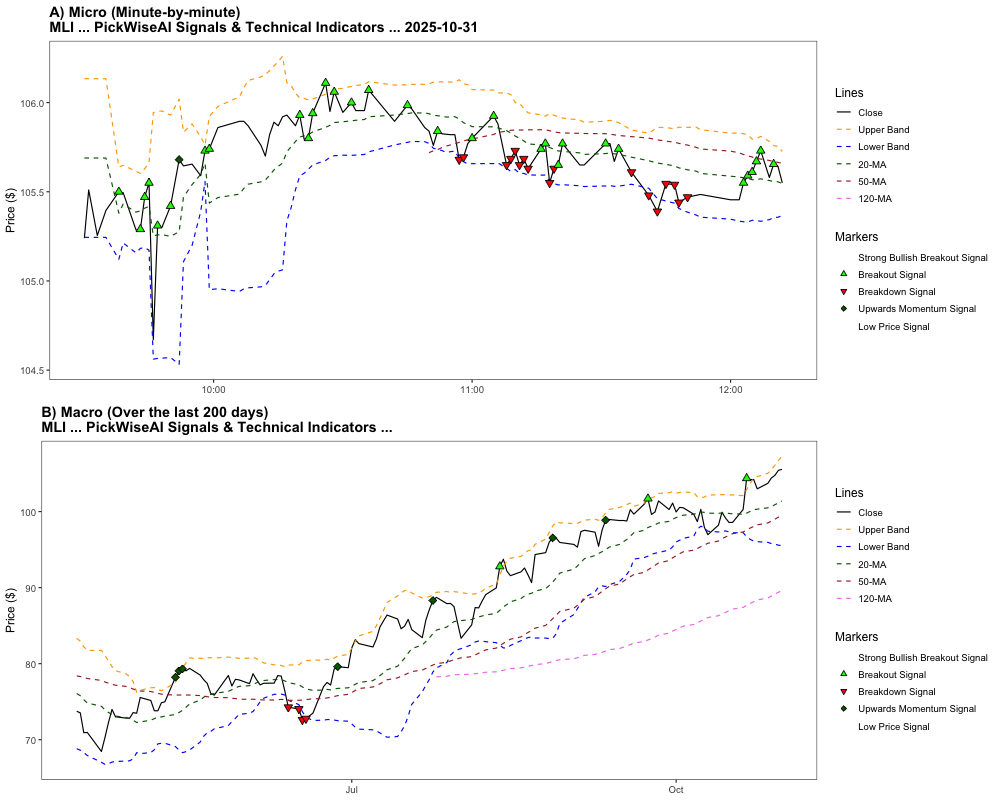 A) Micro (Minute-by-minute)
MLI ... PickWiseAI Signals & Technical Indicators ... 2025-10-31
Price ($)
106.0
105.5
105.0
104.5
10:00
11:00
12:00
Lines
Close
Upper Band
Lower Band
20-MA
50-MA
120-MA
Markers
Strong Bullish Breakout Signal
Breakout Signal
Breakdown Signal
Upwards Momentum Signal
Low Price Signal
B) Macro (Over the last 200 days)
MLI ... PickWiseAI Signals & Technical Indicators ...
Price ($)
100
90
80
70
Jul
Oct
Lines
Close
Upper Band
Lower Band
20-MA
50-MA
120-MA
Markers
Strong Bullish Breakout Signal
Breakout Signal
Breakdown Signal
Upwards Momentum Signal
Low Price Signal